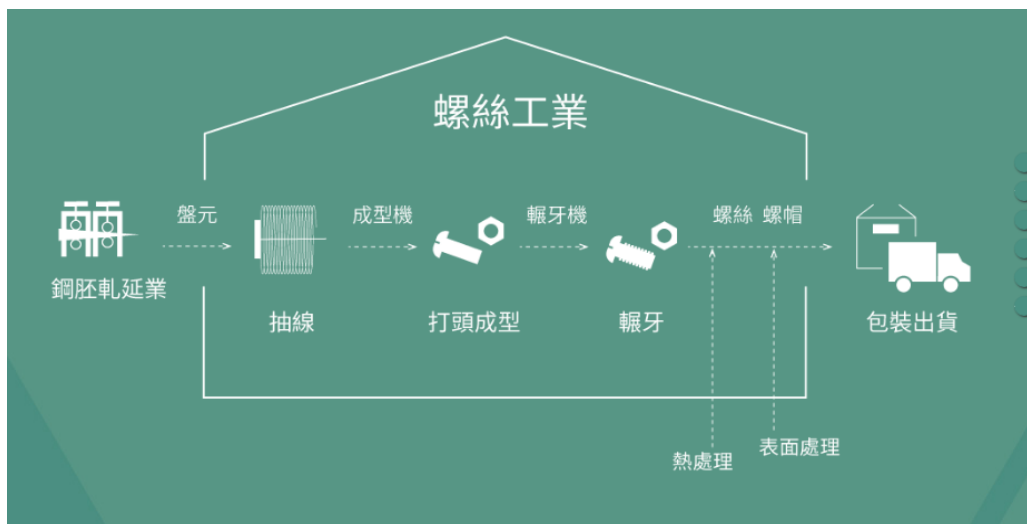 螺絲工業
盤元
成型機
輾牙機
螺絲 螺帽
鋼胚軋延業
抽線
打頭成型
輾牙
包裝出貨
熱處理
表面處理